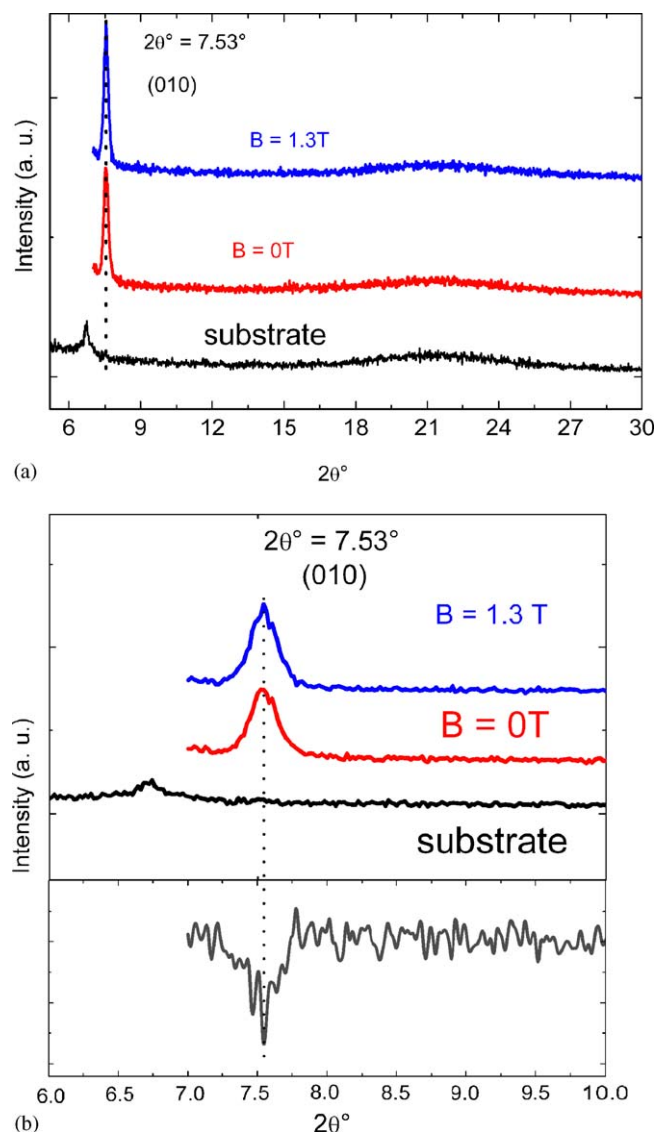 2θ° = 7.53°
(010)
B = 1.3T
B = 0T
substrate
Intensity (a. u.)
6 9 12 15 18 21 24 27 30
(a)
2θ°
2θ° = 7.53°
(010)
B = 1.3 T
B = 0T
substrate
Intensity (a. u.)
6.0 6.5 7.0 7.5 8.0 8.5 9.0 9.5 10.0
(b)
2θ°